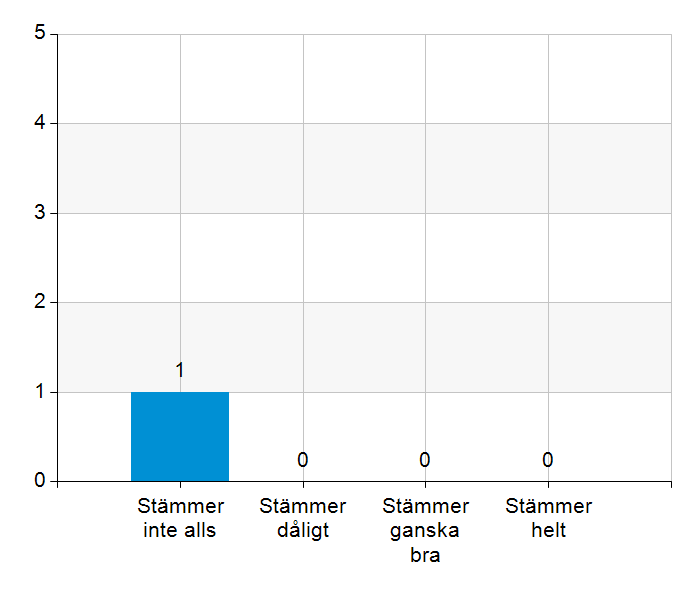 5
4
3
2
1
0
1
0
0
0
Stämmer
inte alls
Stämmer
dåligt
Stämmer
ganska
bra
Stämmer
helt